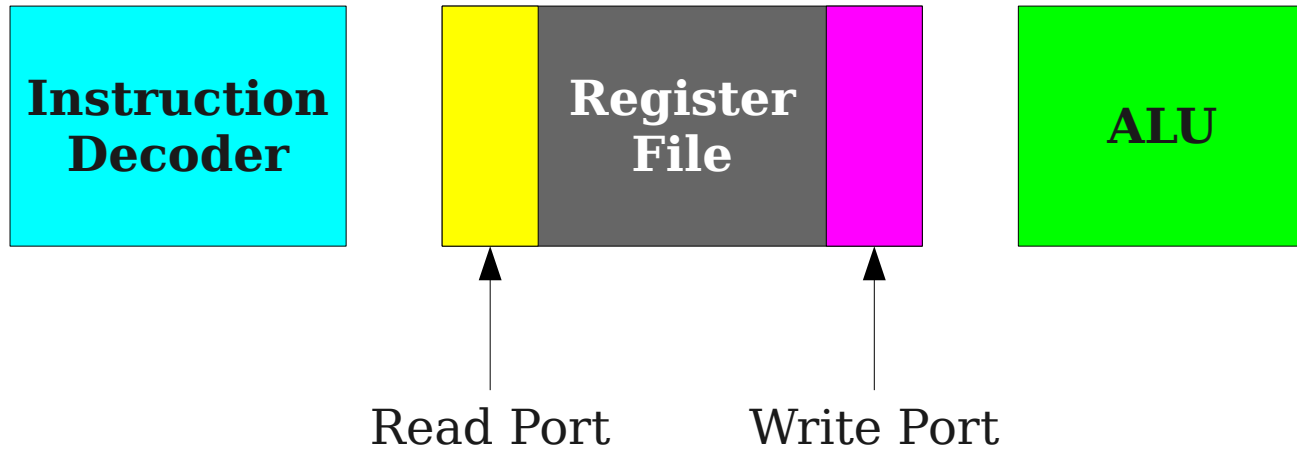 Instruction
Decoder
Register
File
ALU
Read Port
Write Port